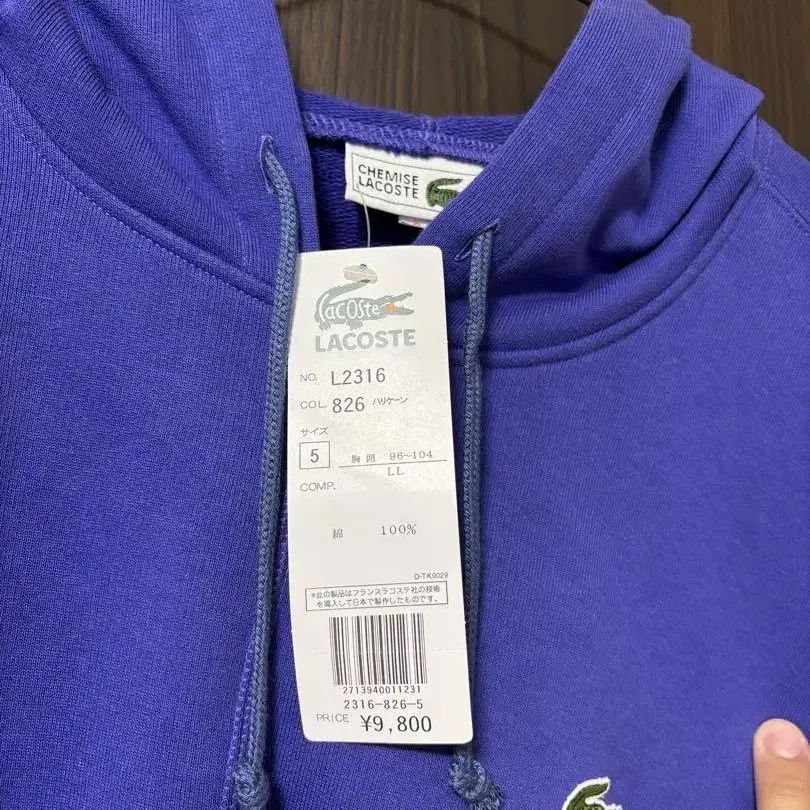 CHEMISE
LACOSTE
LaCOSTe
LACOSTE
NO. L2316
COL. 826 ハリケーン
サイズ
5 胸囲 96~104
LL
COMP.
綿 100%
D-TK9029
*此の製品はフランスラコステ社の技術
を導入して日本で製作したものです。
2713940011231
2316-826-5
PRICE ¥9,800